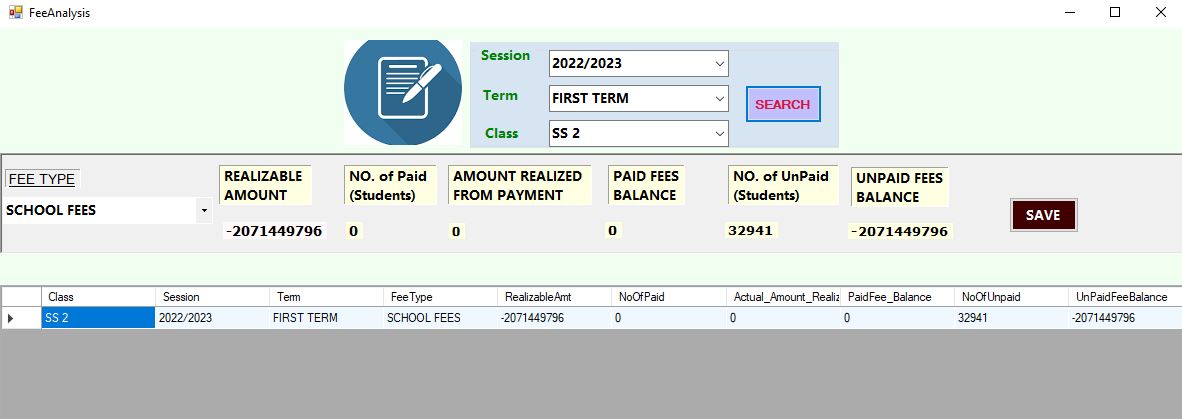 FeeAnalysis
Session
2022/2023
Term
FIRST TERM
SEARCH
Class
SS 2
FEE TYPE
SCHOOL FEES
REALIZABLE
AMOUNT
-2071449796
NO. of Paid
(Students)
0
AMOUNT REALIZED
FROM PAYMENT
0
PAID FEES
BALANCE
0
NO. of UnPaid
(Students)
32941
UNPAID FEES
BALANCE
-2071449796
SAVE
Class Session Term FeeType RealizableAmt NoOfPaid Actual_Amount_Realiz PaidFee_Balance NoOfUnpaid UnPaidFeeBalance
SS 2 2022/2023 FIRST TERM SCHOOL FEES -2071449796 0 0 0 32941 -2071449796